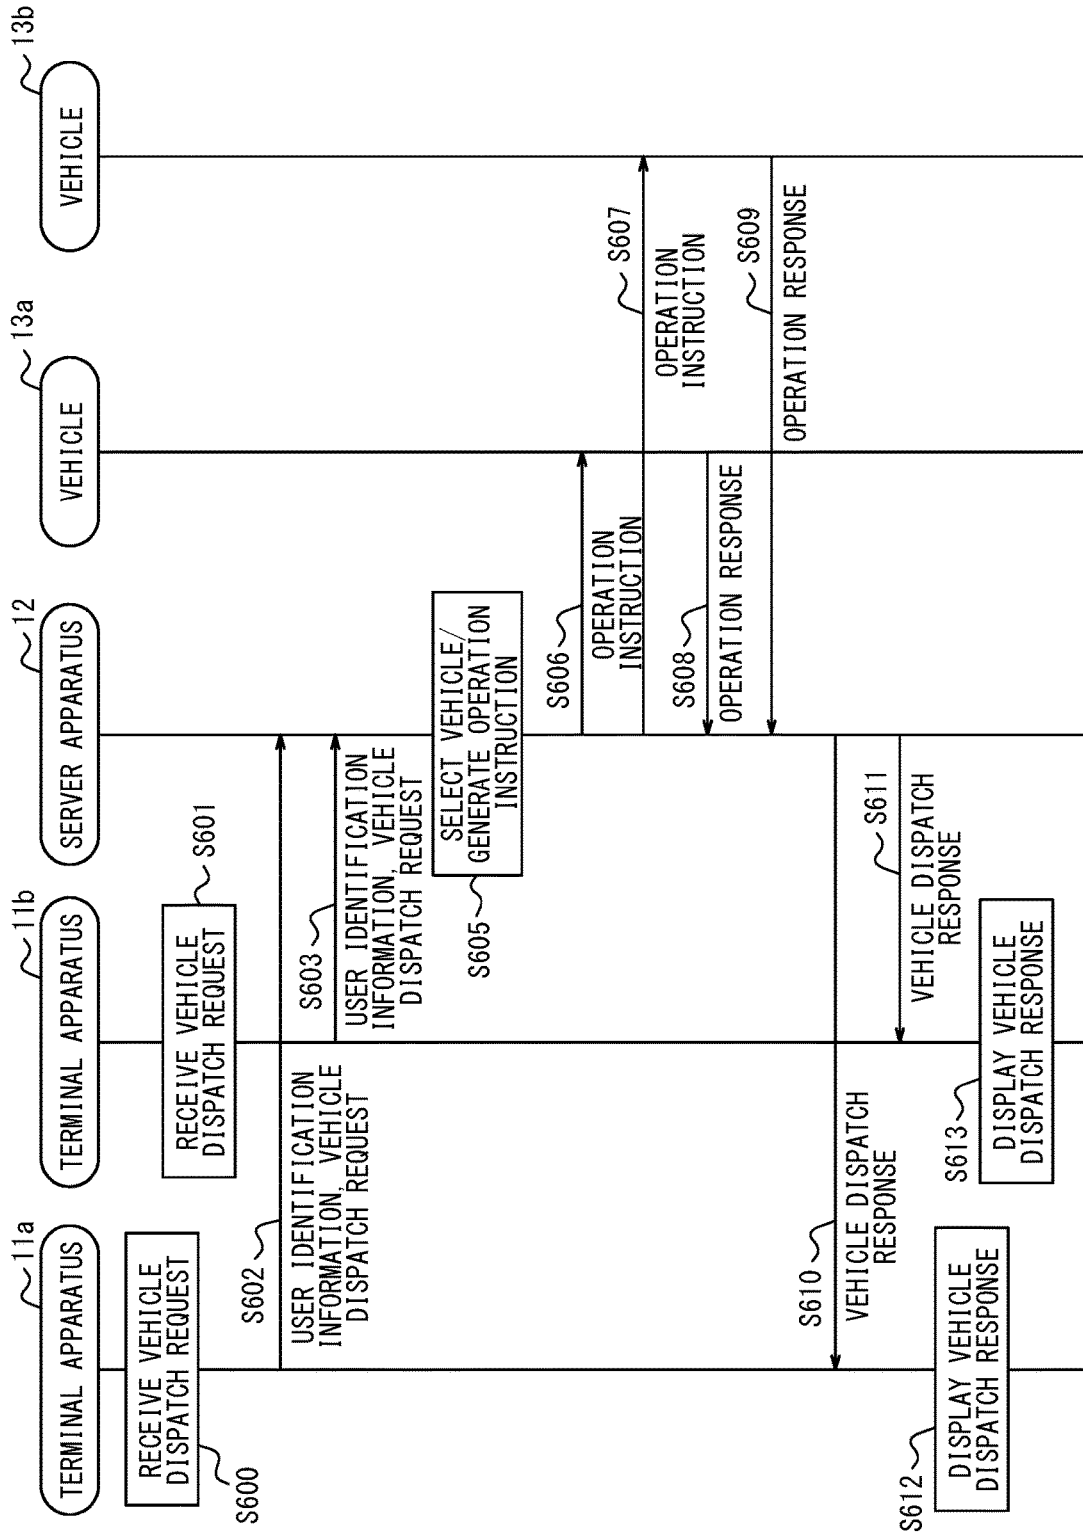 11a
TERMINAL APPARATUS
11b
TERMINAL APPARATUS
12
SERVER APPARATUS
13a
VEHICLE
13b
VEHICLE
RECEIVE VEHICLE
DISPATCH REQUEST
S600
RECEIVE VEHICLE
DISPATCH REQUEST
S601
S602
USER IDENTIFICATION
INFORMATION, VEHICLE
DISPATCH REQUEST
S603
USER IDENTIFICATION
INFORMATION, VEHICLE
DISPATCH REQUEST
SELECT VEHICLE/
GENERATE OPERATION
INSTRUCTION
S605
S606
OPERATION
INSTRUCTION
S607
OPERATION
INSTRUCTION
S608
OPERATION RESPONSE
S609
OPERATION RESPONSE
S610
VEHICLE DISPATCH
RESPONSE
S611
VEHICLE DISPATCH
RESPONSE
S612
DISPLAY VEHICLE
DISPATCH RESPONSE
S613
DISPLAY VEHICLE
DISPATCH RESPONSE